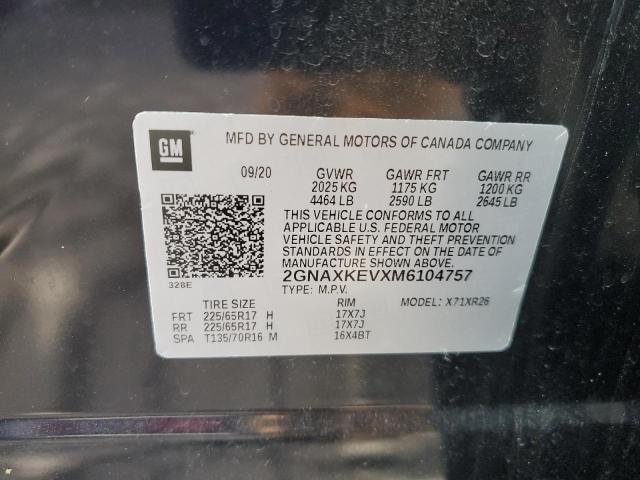 GM
MFD BY GENERAL MOTORS OF CANADA COMPANY
09/20 GVWR GAWR FRT GAWR RR
2025 KG 1175 KG 1200 KG
4464 LB 2590 LB 2645 LB
THIS VEHICLE CONFORMS TO ALL
APPLICABLE U.S. FEDERAL MOTOR
VEHICLE SAFETY AND THEFT PREVENTION
STANDARDS IN EFFECT ON THE DATE OF
MANUFACTURE SHOWN ABOVE.
328E
2GNAXKEVXM6104757
TYPE: M.P.V. MODEL: X71XR26
TIRE SIZE RIM
FRT 225/65R17 H 17X7J
RR 225/65R17 H 17X7J
SPA T135/70R16 M 16X4BT